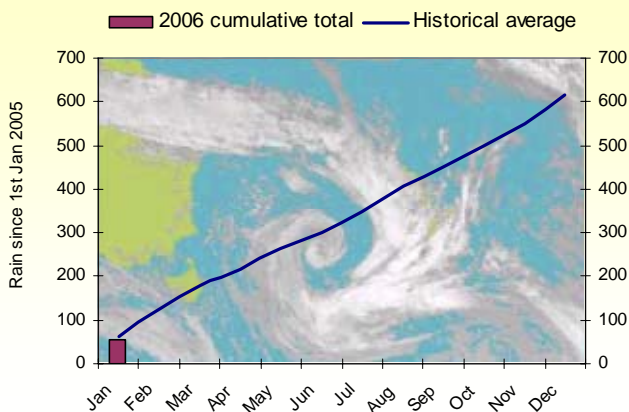 2006 cumulative total Historical average
700 700
600 600
500 500
400 400
300 300
200 200
100 100
0 0
Rain since 1st Jan 2005
Jan Feb Mar Apr May Jun Jul Aug Sep Oct Nov Dec